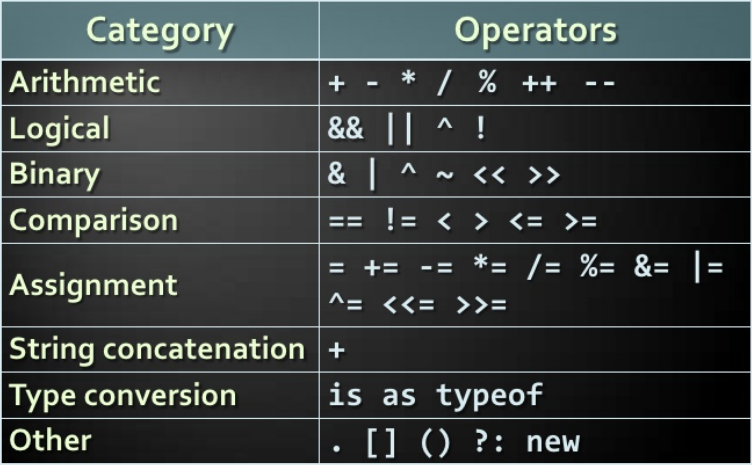 Category Operators
Arithmetic + - * / % ++ --
Logical && || ^ !
Binary & | ^ ~ << >>
Comparison == != < > <= >=
Assignment = += -= *= /= %= &= |=
^= <<= >>=
String concatenation +
Type conversion is as typeof
Other . [] () ?: new